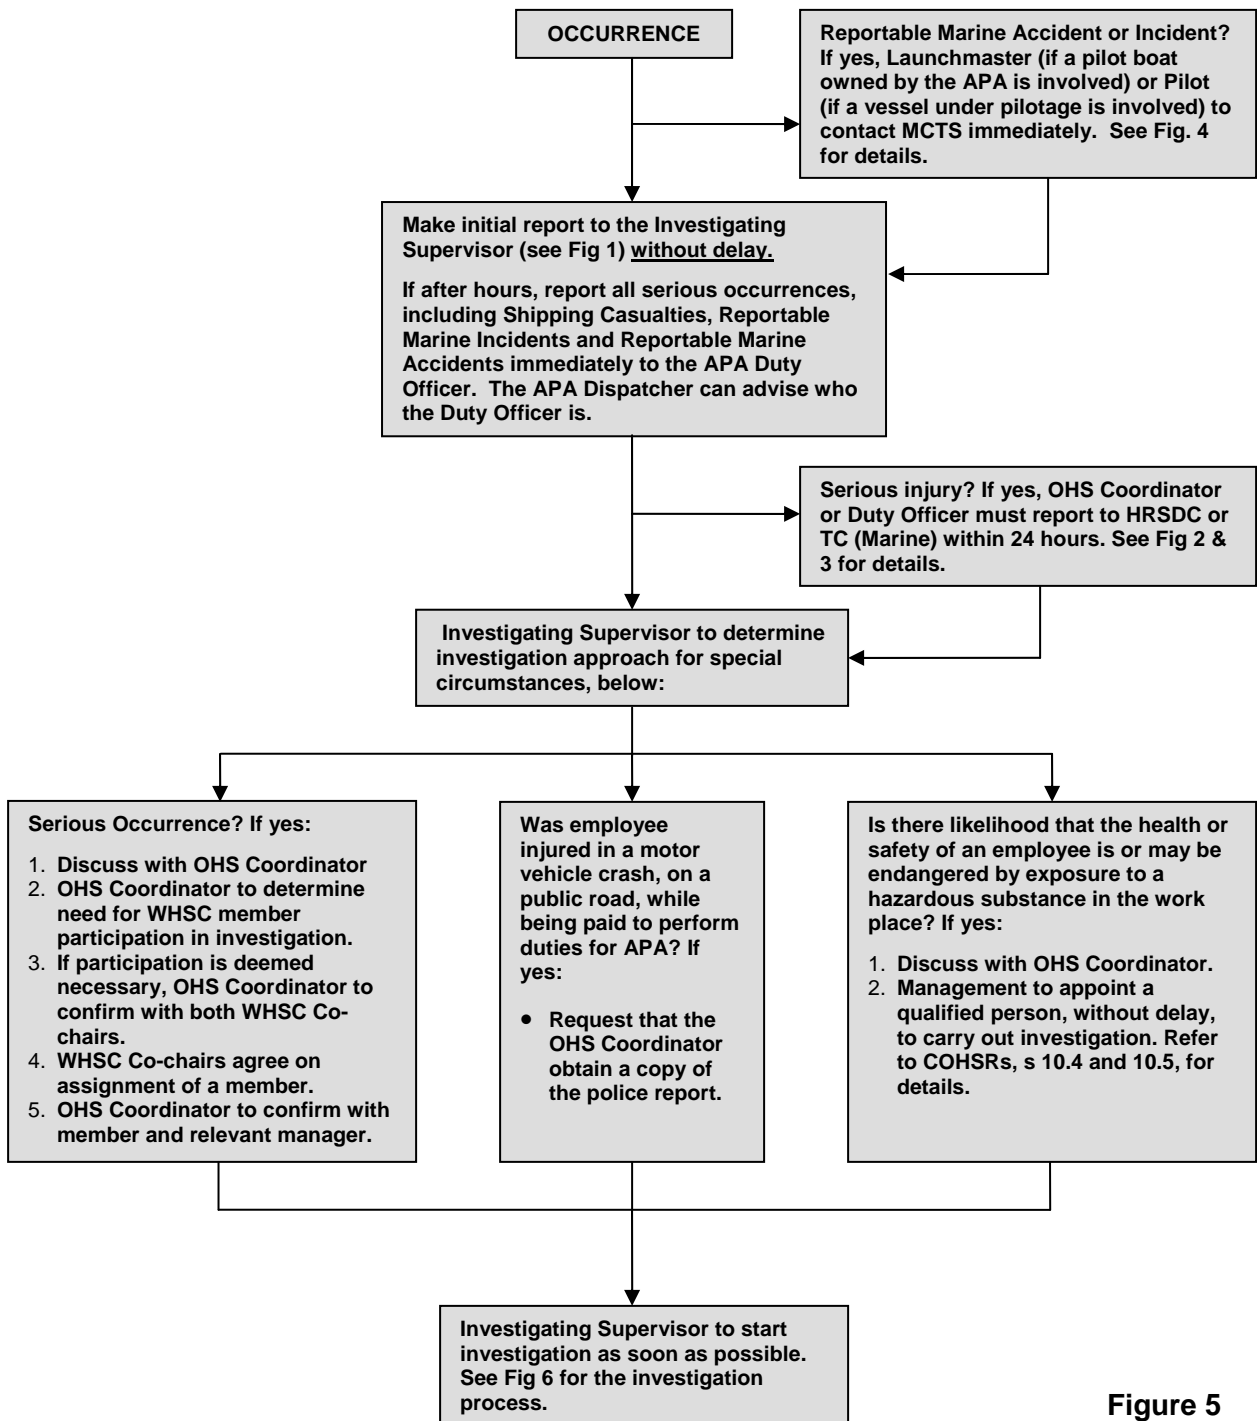 OCCURRENCE
Reportable Marine Accident or Incident?
If yes, Launchmaster (if a pilot boat
owned by the APA is involved) or Pilot
(if a vessel under pilotage is involved) to
contact MCTS immediately.  See Fig. 4
for details.
Make initial report to the Investigating
Supervisor (see Fig 1) without delay.
If after hours, report all serious occurrences,
including Shipping Casualties, Reportable
Marine Incidents and Reportable Marine
Accidents immediately to the APA Duty
Officer.  The APA Dispatcher can advise who
the Duty Officer is.
Serious injury? If yes, OHS Coordinator
or Duty Officer must report to HRSDC or
TC (Marine) within 24 hours. See Fig 2 &
3 for details.
Investigating Supervisor to determine
investigation approach for special
circumstances, below:
Serious Occurrence? If yes:
1. Discuss with OHS Coordinator
2. OHS Coordinator to determine
need for WHSC member
participation in investigation.
3. If participation is deemed
necessary, OHS Coordinator to
confirm with both WHSC Co-
chairs.
4. WHSC Co-chairs agree on
assignment of a member.
5. OHS Coordinator to confirm with
member and relevant manager.
Was employee
injured in a motor
vehicle crash, on a
public road, while
being paid to perform
duties for APA? If
yes:
• Request that the
OHS Coordinator
obtain a copy of
the police report.
Is there likelihood that the health or
safety of an employee is or may be
endangered by exposure to a
hazardous substance in the work
place? If yes:
1. Discuss with OHS Coordinator.
2. Management to appoint a
qualified person, without delay,
to carry out investigation. Refer
to COHSRs, s 10.4 and 10.5, for
details.
Investigating Supervisor to start
investigation as soon as possible.
See Fig 6 for the investigation
process.
Figure 5